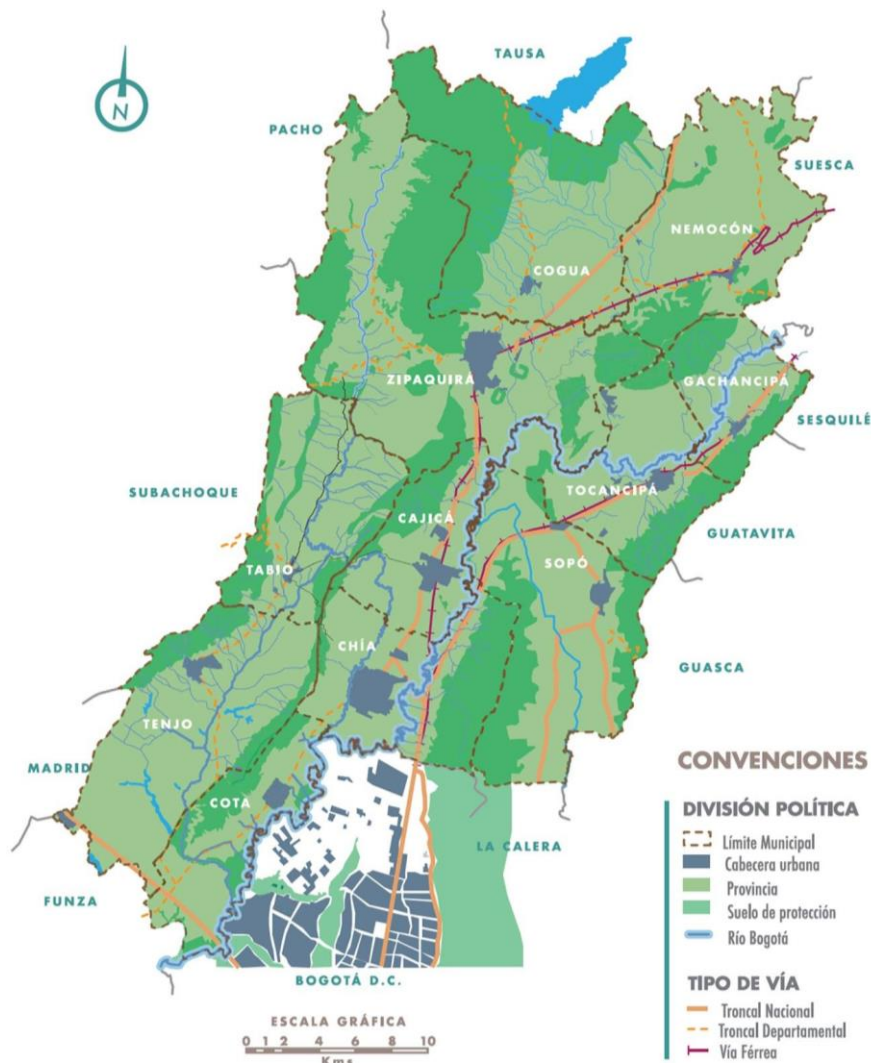 TAUSA
N
PACHO
SUESCA
NEMOCÓN
COGUA
ZIPAQUIRÁ
GACHANCIPÁ
SESQUILÉ
SUBACHOQUE
TOCANCIPÁ
CAJICÁ
GUATAVITA
SOPÓ
TABIO
CHÍA
GUASCA
TENJO
MADRID
COTA
LA CALERA
FUNZA
BOGOTÁ D.C.
CONVENCIONES
DIVISIÓN POLÍTICA
Límite Municipal
Cabecera urbana
Provincia
Suelo de protección
Río Bogotá
TIPO DE VÍA
Troncal Nacional
Troncal Departamental
Vía Férrea
ESCALA GRÁFICA
0 1 2 4 6 8 10
Kms